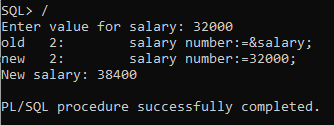 SQL> /
Enter value for salary: 32000
old   2:        salary number:=&salary;
new   2:        salary number:=32000;
New salary: 38400
PL/SQL procedure successfully completed.